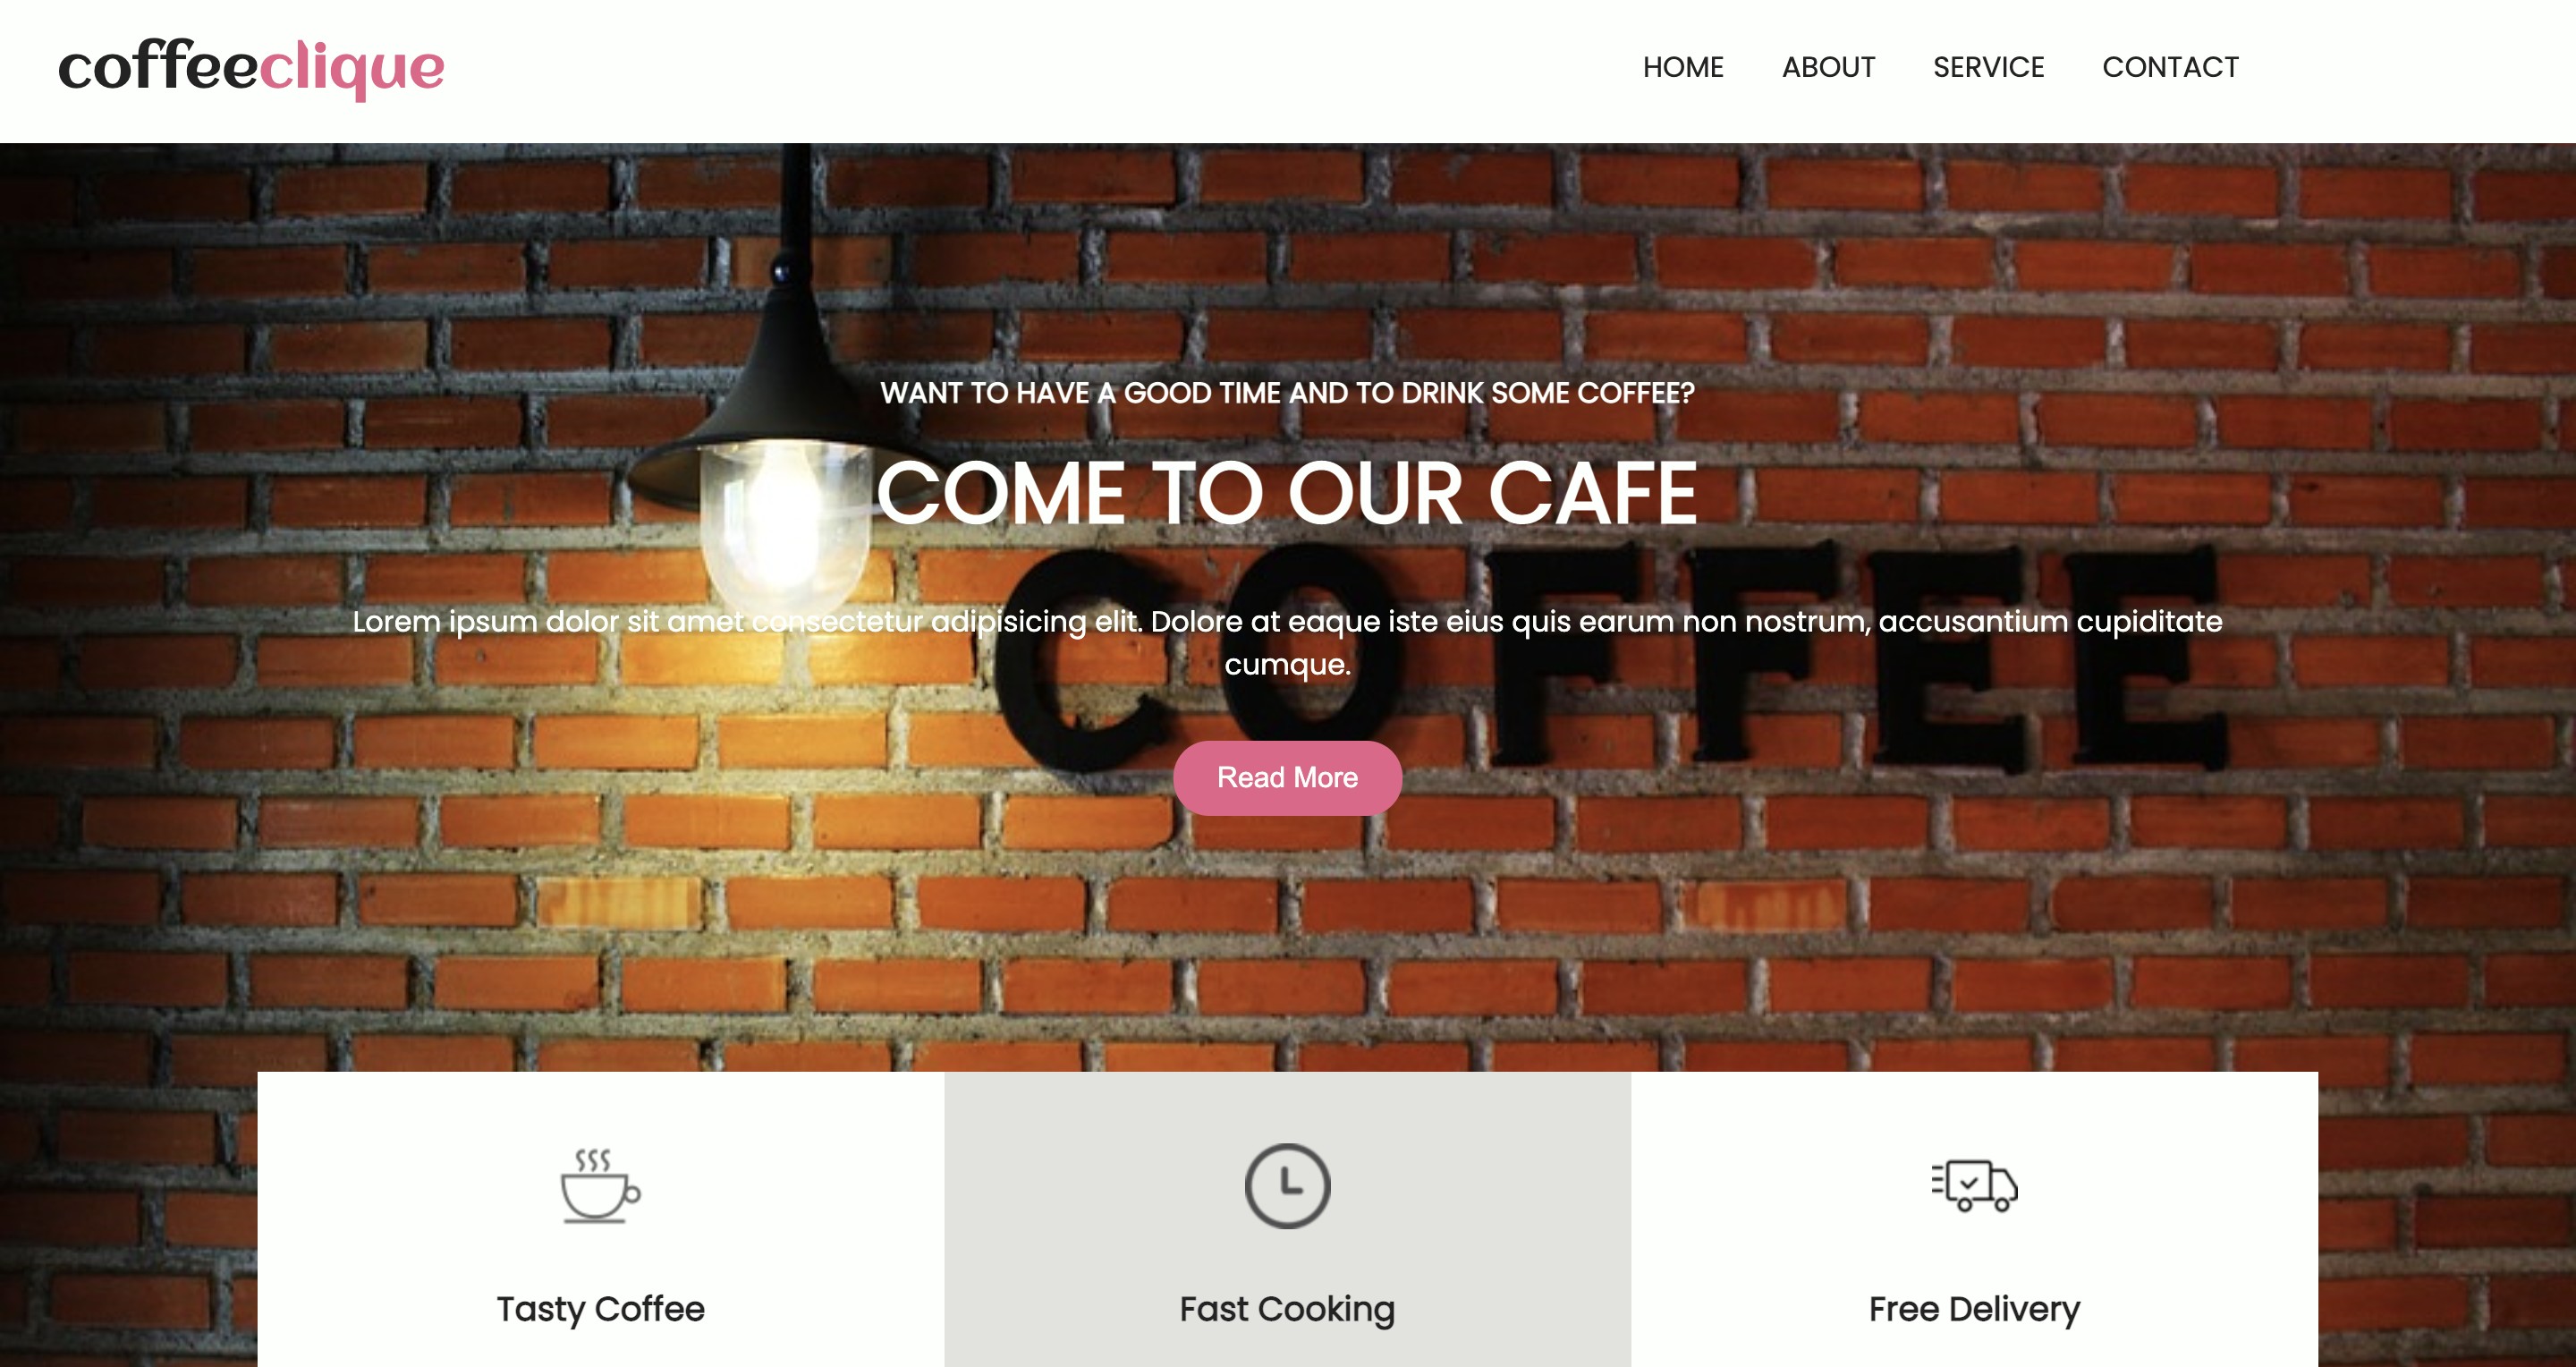 coffeeclique
HOME ABOUT SERVICE CONTACT
WANT TO HAVE A GOOD TIME AND TO DRINK SOME COFFEE?
COME TO OUR CAFE
COFFEE
Lorem ipsum dolor sit amet consectetur adipisicing elit. Dolore at eaque iste eius quis earum non nostrum, accusantium cupiditate
cumque.
Read More
Tasty Coffee
Fast Cooking
Free Delivery